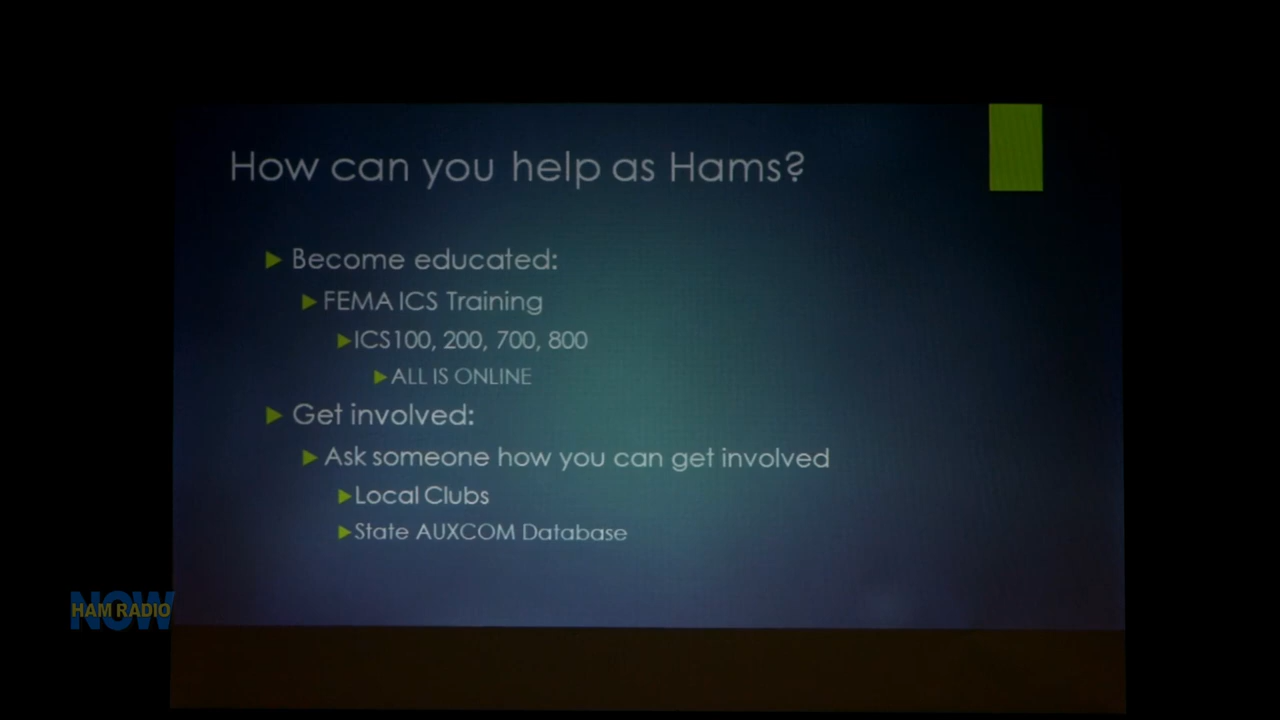 How can you help as Hams?
Become educated:
FEMA ICS Training
ICS100, 200, 700, 800
ALL IS ONLINE
Get involved:
Ask someone how you can get involved
Local Clubs
State AUXCOM Database
NOW
HAM RADIO